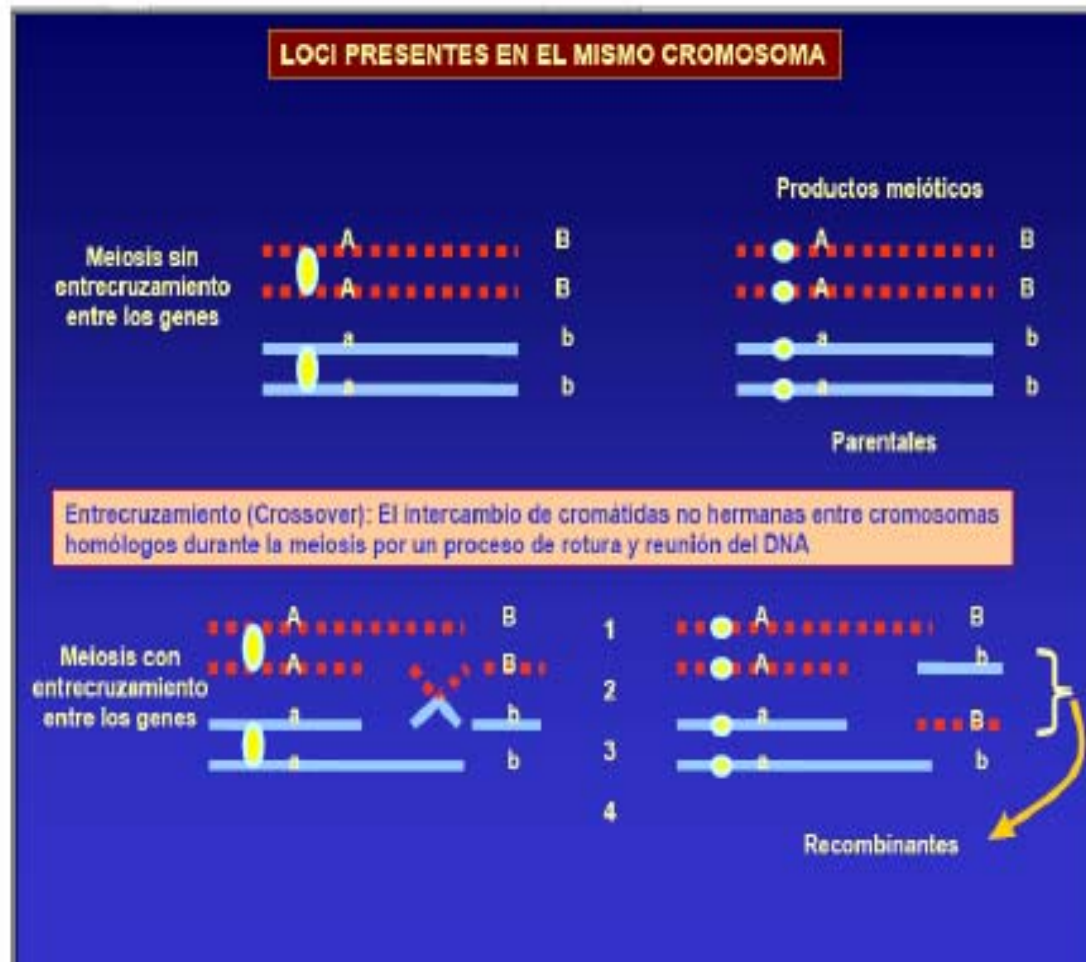 LOCI PRESENTES EN EL MISMO CROMOSOMA
Productos meióticos
Meiosis sin
entrecruzamiento
entre los genes
A B
A B
a b
a b
A B
A B
a b
a b
Parentales
Entrecruzamiento (Crossover): El intercambio de cromátidas no hermanas entre cromosomas
homólogos durante la meiosis por un proceso de rotura y reunión del DNA
Meiosis con
entrecruzamiento
entre los genes
A B
A B
a b
a b
1
2
3
4
A B
A b
a B
a b
Recombinantes